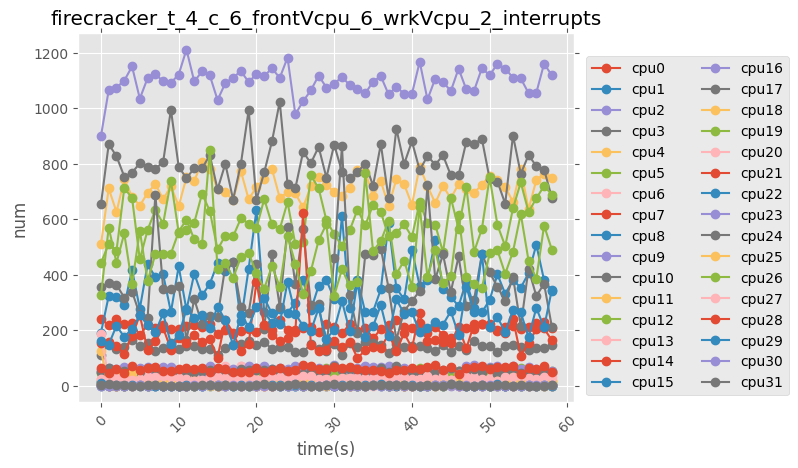 firecracker_t_4_c_6_frontVcpu_6_wrkVcpu_2_interrupts
num
1200
1000
800
600
400
200
0
0
10
20
30
40
50
60
time(s)
cpu0
cpu1
cpu2
cpu3
cpu4
cpu5
cpu6
cpu7
cpu8
cpu9
cpu10
cpu11
cpu12
cpu13
cpu14
cpu15
cpu16
cpu17
cpu18
cpu19
cpu20
cpu21
cpu22
cpu23
cpu24
cpu25
cpu26
cpu27
cpu28
cpu29
cpu30
cpu31